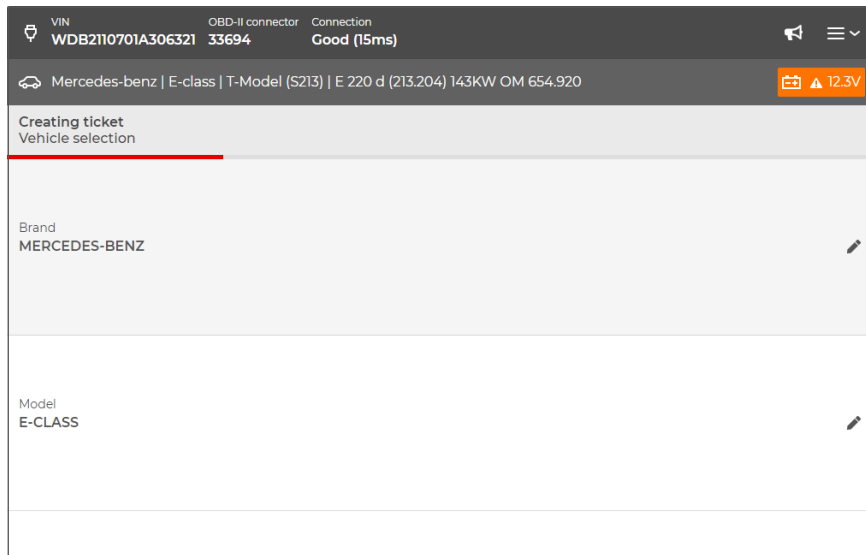 VIN OBD-II connector Connection
WDB2110701A306321 33694 Good (15ms)
Mercedes-benz | E-class | T-Model (S213) | E 220 d (213.204) 143KW OM 654.920 12.3V
Creating ticket
Vehicle selection
Brand
MERCEDES-BENZ
Model
E-CLASS